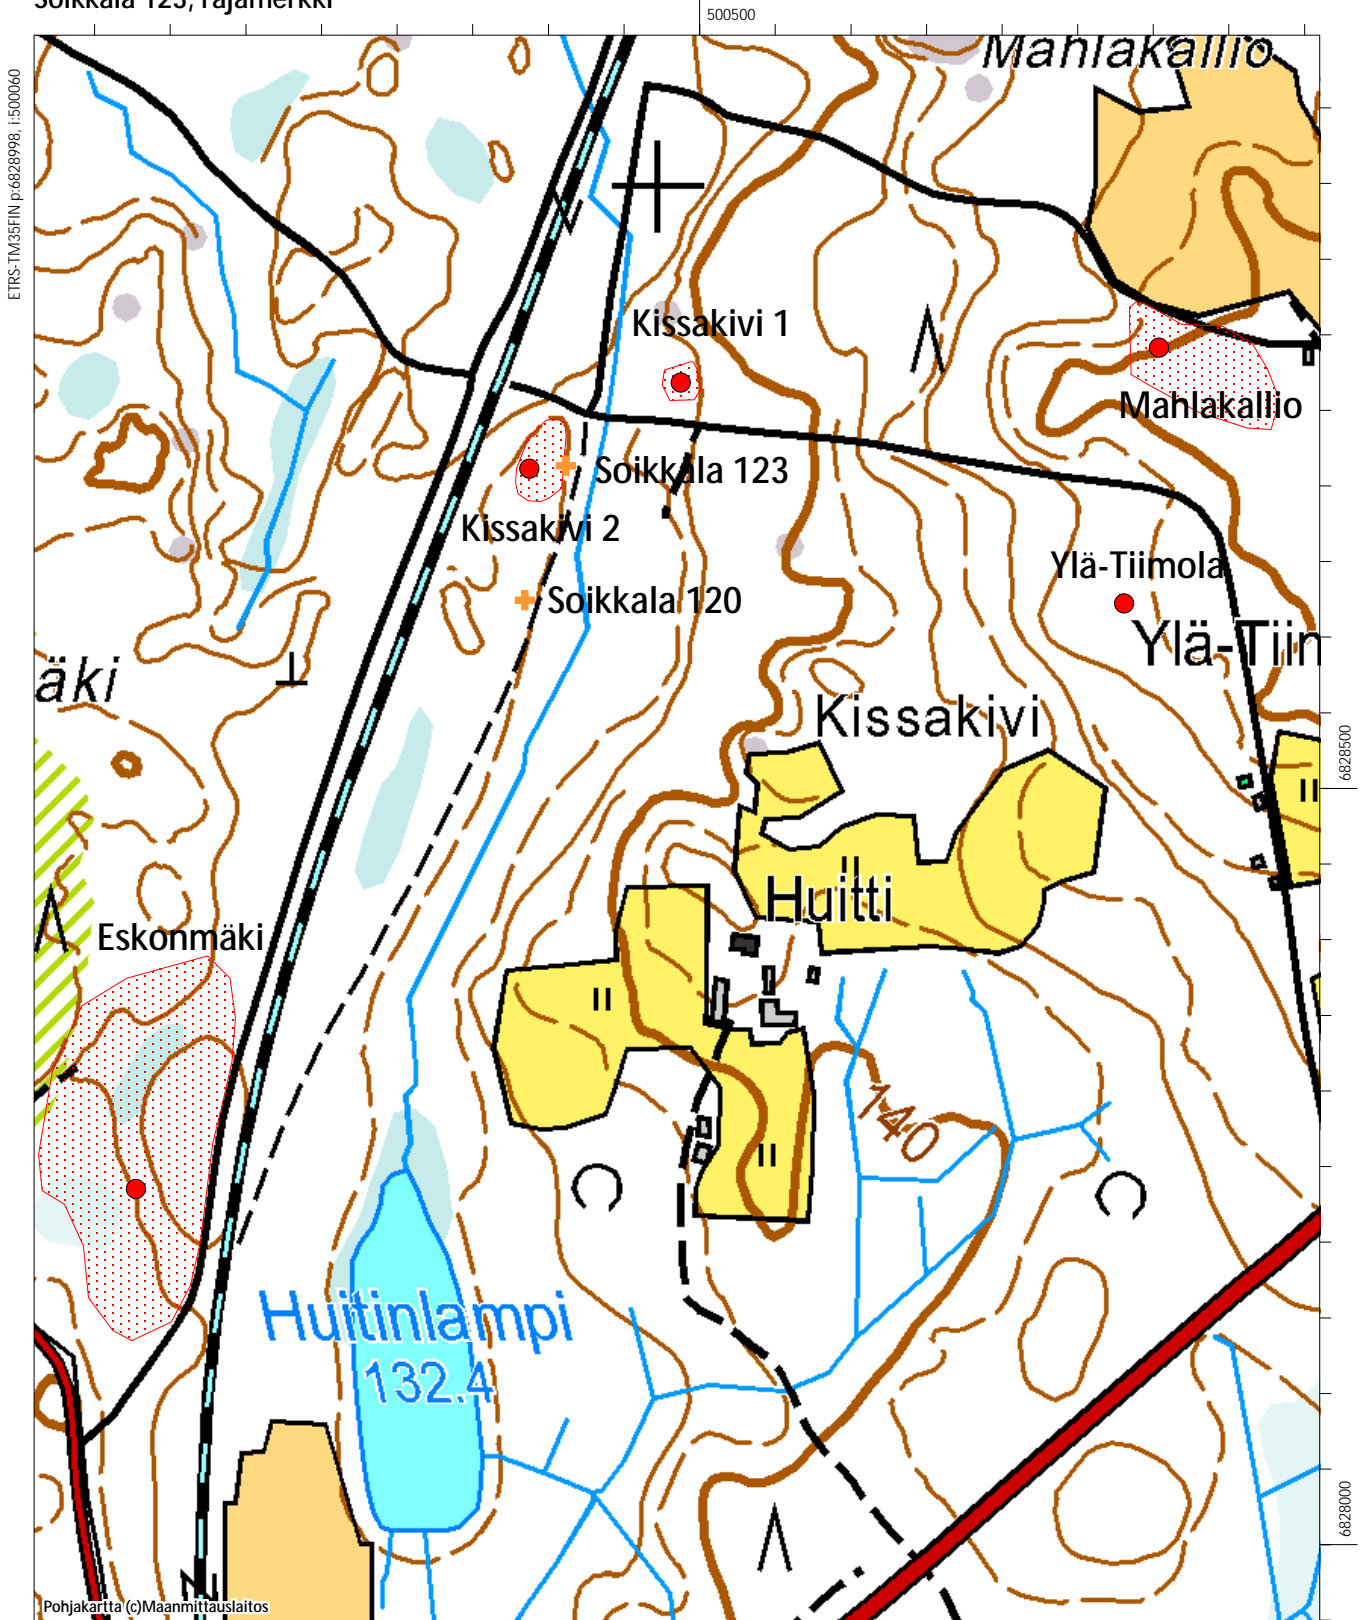 Soikkala 123, rajamerkki
500500
ETRS-TM35FIN p:6828998, i:500060
Mahlakallio
Kissakivi 1
Mahlakallio
Soikkala 123
Kissakivi 2
Ylä-Tiimola
Soikkala 120
Ylä-Tiim
äki
Kissakivi
6828500
Huitti
Eskonmäki
140
Huitinlampi
132.4
6828000
Pohjakartta (c)Maanmittauslaitos